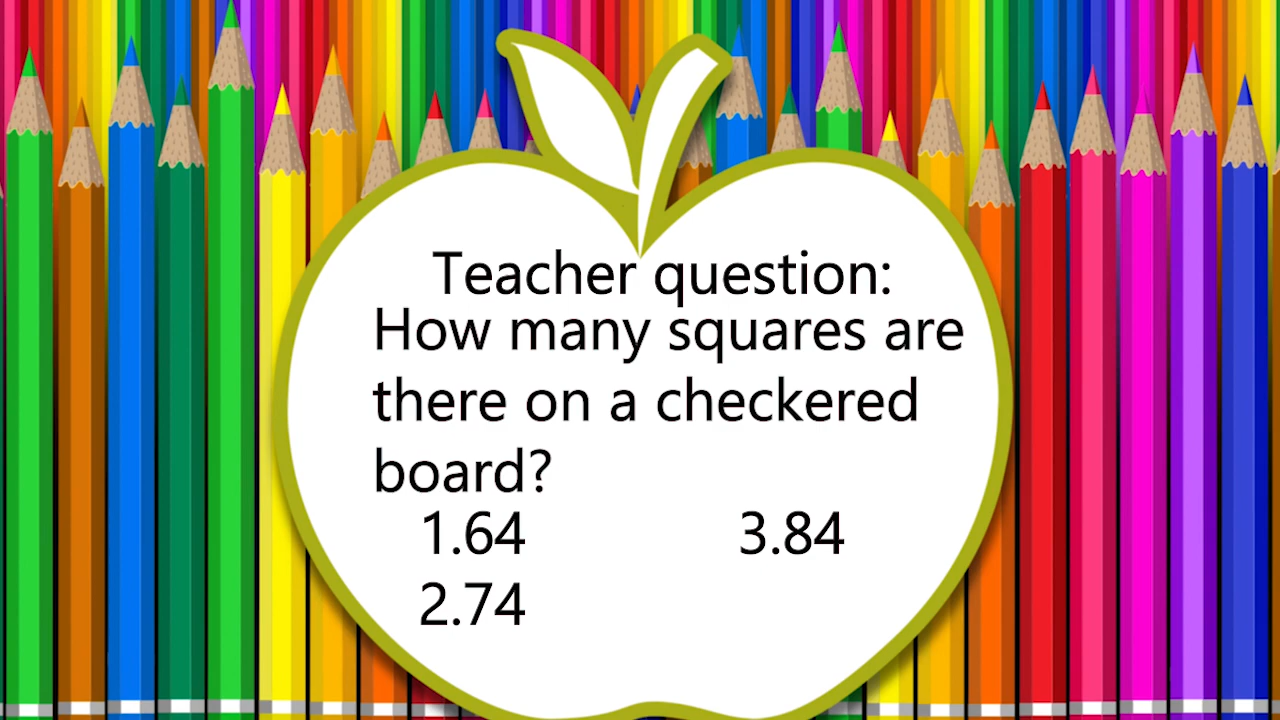 Teacher question:
How many squares are
there on a checkered
board?
1.64 3.84
2.74